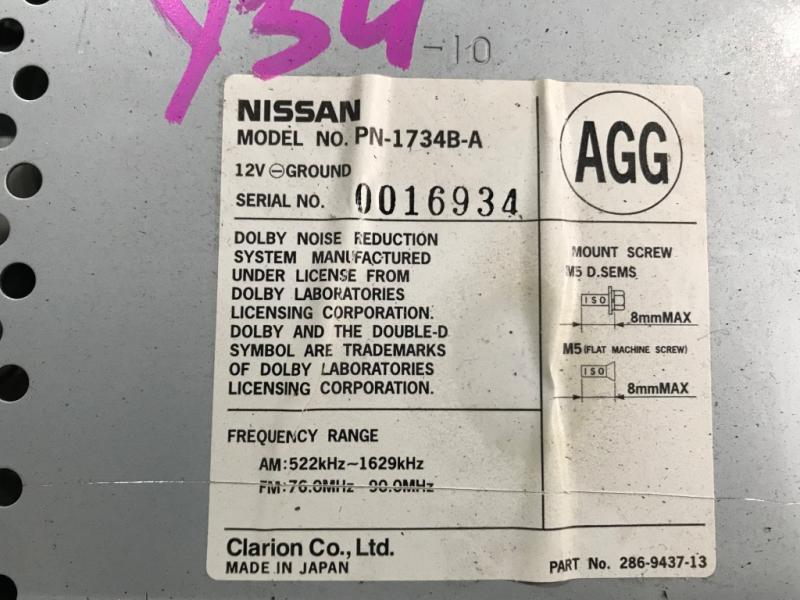 Y34
-10
NISSAN
MODEL NO. PN-1734B-A
12V ⊖ GROUND
SERIAL NO. 0016934
AGG
DOLBY NOISE REDUCTION
SYSTEM MANUFACTURED
UNDER LICENSE FROM
DOLBY LABORATORIES
LICENSING CORPORATION.
DOLBY AND THE DOUBLE-D
SYMBOL ARE TRADEMARKS
OF DOLBY LABORATORIES
LICENSING CORPORATION.
MOUNT SCREW
M5 D.SEMS
ISO
8mmMAX
M5 (FLAT MACHINE SCREW)
ISO
8mmMAX
FREQUENCY RANGE
AM:522kHz~1629kHz
FM:76.0MHz 90.0MHz
Clarion Co., Ltd.
MADE IN JAPAN
PART No. 286-9437-13